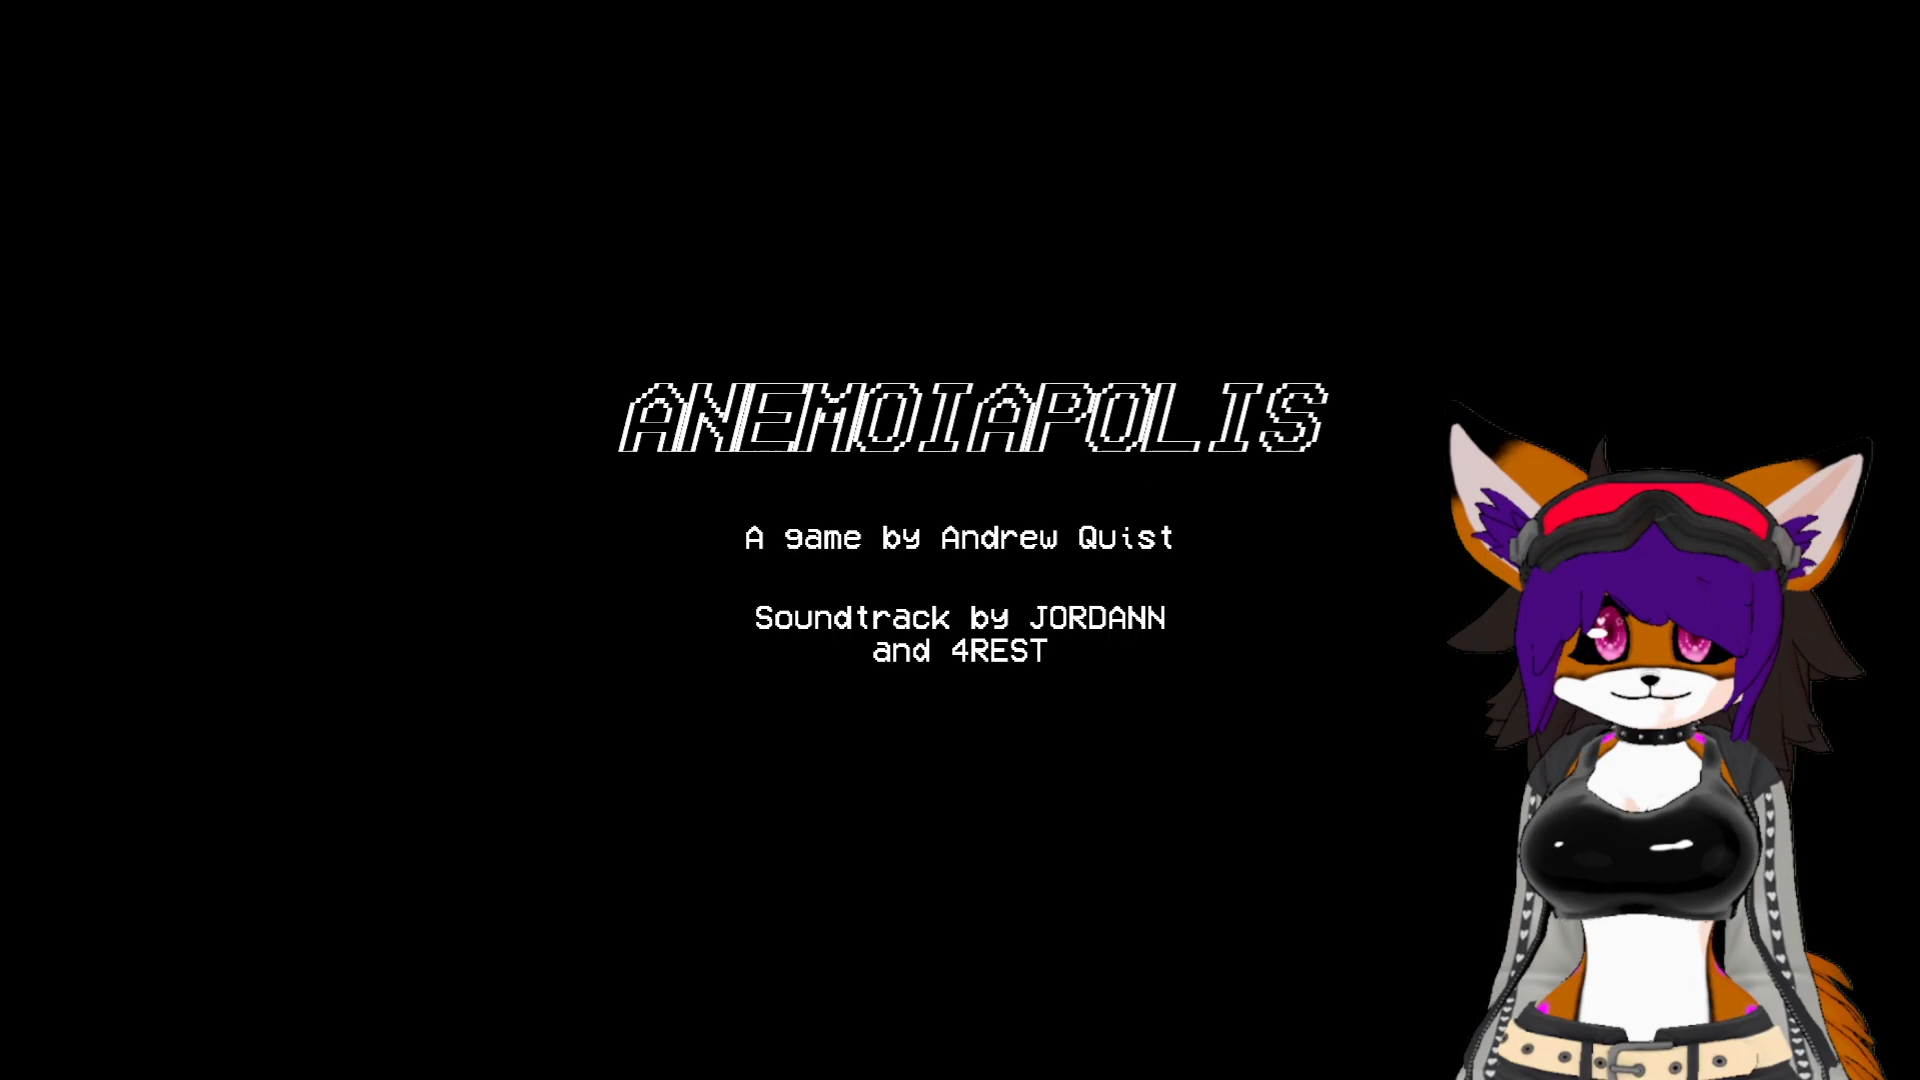 ANEMOIAPOLIS
A game by Andrew Quist
Soundtrack by JORDANN
and 4REST